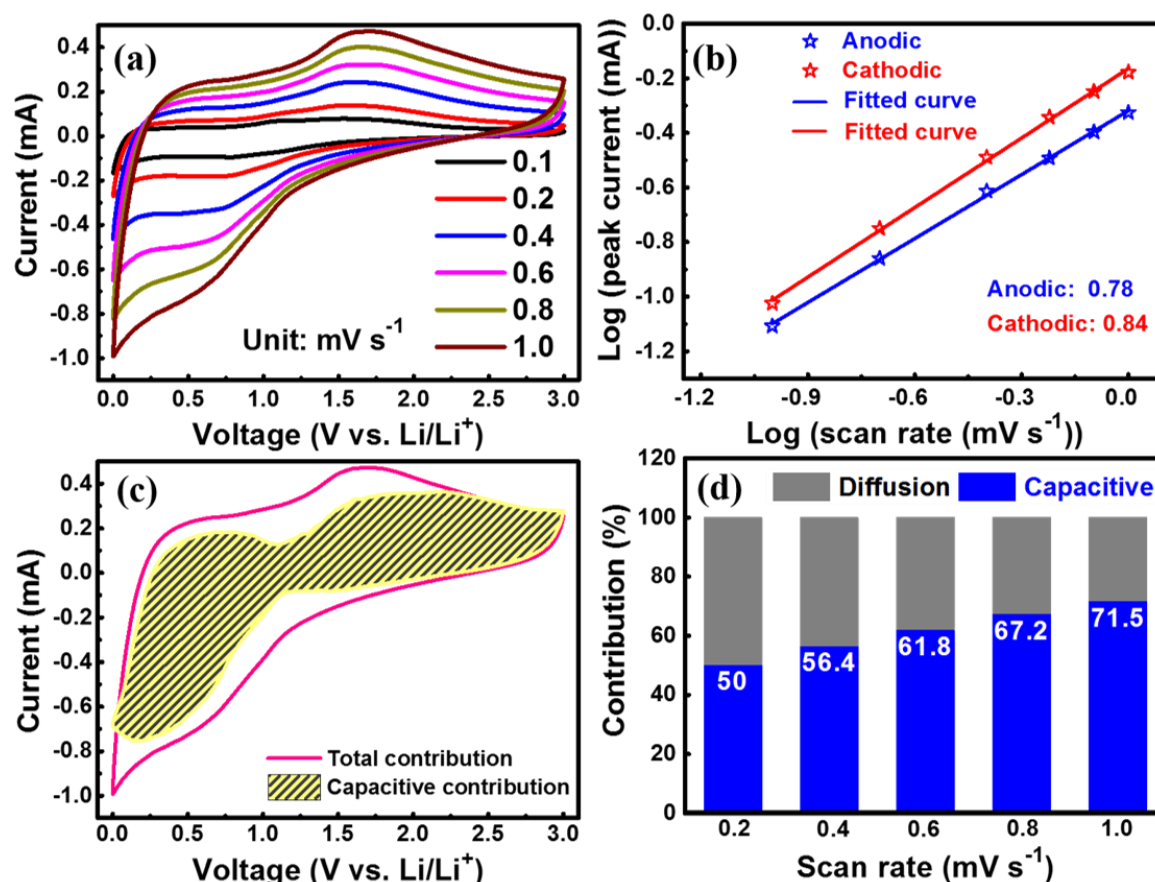 (a)
Current (mA)
0.4
0.2
0.0
-0.2
-0.4
-0.6
-0.8
-1.0
0.1
0.2
0.4
0.6
0.8
1.0
Unit: mV s⁻¹
0.0 0.5 1.0 1.5 2.0 2.5 3.0
Voltage (V vs. Li/Li⁺)
(b)
Log (peak current (mA))
0.0
-0.2
-0.4
-0.6
-0.8
-1.0
-1.2
Anodic
Cathodic
Fitted curve
Fitted curve
Anodic: 0.78
Cathodic: 0.84
-1.2 -0.9 -0.6 -0.3 0.0
Log (scan rate (mV s⁻¹))
(c)
Current (mA)
0.4
0.2
0.0
-0.2
-0.4
-0.6
-0.8
-1.0
Total contribution
Capacitive contribution
0.0 0.5 1.0 1.5 2.0 2.5 3.0
Voltage (V vs. Li/Li⁺)
(d)
Contribution (%)
120
100
80
60
40
20
0
Diffusion Capacitive
50 56.4 61.8 67.2 71.5
0.2 0.4 0.6 0.8 1.0
Scan rate (mV s⁻¹)